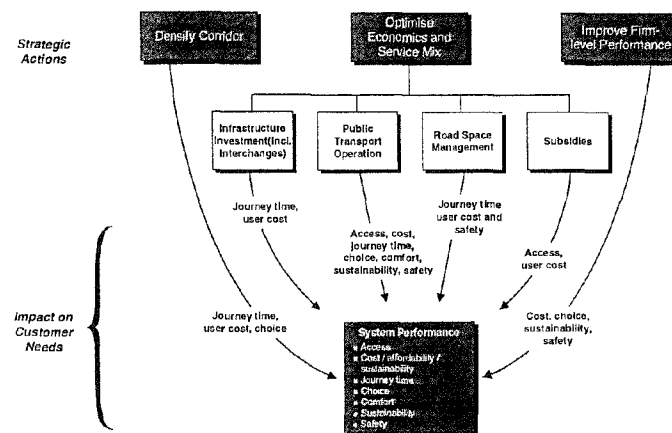 Strategic
Actions
Densify Corridor
Optimise
Economics and
Service Mix
Improve Firm-
level Performance
Infrastructure
Investment(incl.
Interchanges)
Public
Transport
Operation
Road Space
Management
Subsidies
Journey time,
user cost
Access, cost,
journey time,
choice, comfort,
sustainability, safety
Journey time
user cost and
safety
Access,
user cost
Impact on
Customer
Needs
Journey time,
user cost, choice
Cost, choice,
sustainability,
safety
System Performance
■ Access
■ Cost / affordability /
sustainability
■ Journey time
■ Choice
■ Comfort
■ Sustainability
■ Safety